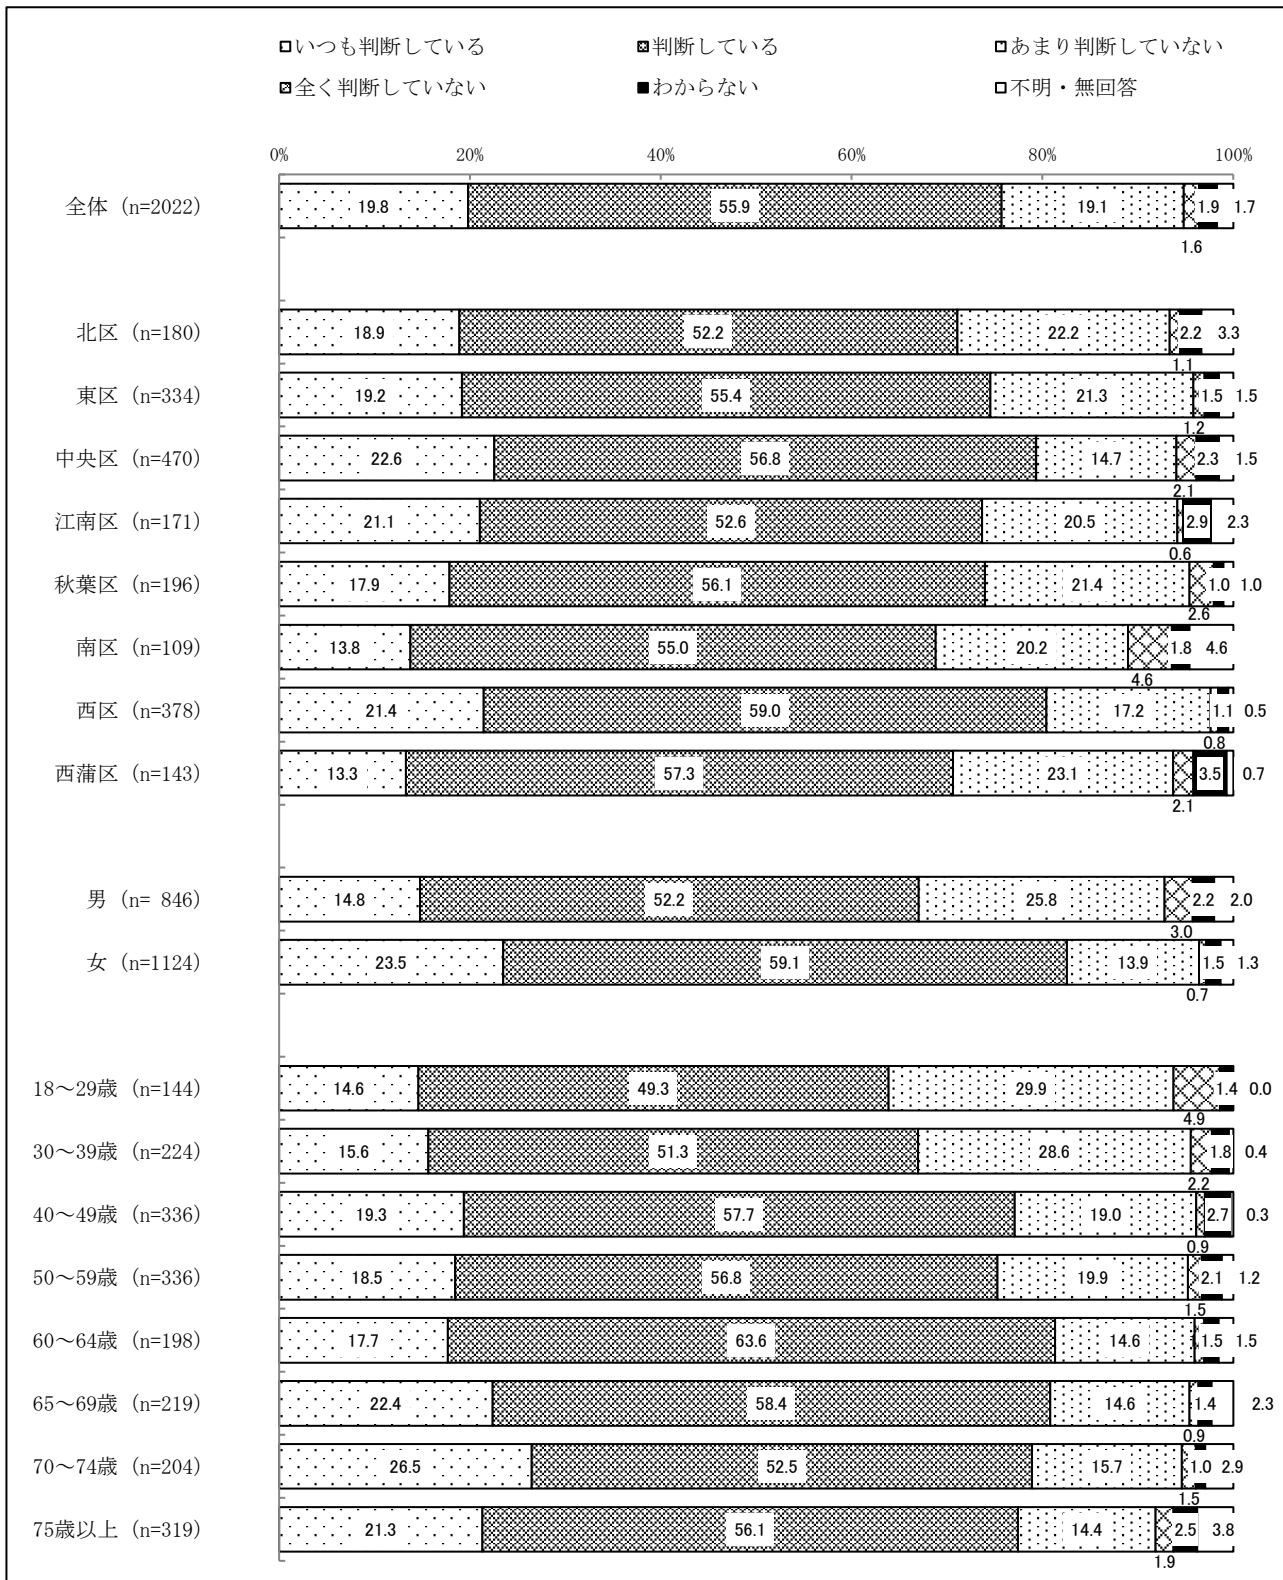 いつも判断している 判断している あまり判断していない
全く判断していない わからない 不明・無回答
0% 20% 40% 60% 80% 100%
全体 (n=2022) 19.8 55.9 19.1 1.9 1.7
1.6
北区 (n=180) 18.9 52.2 22.2 2.2 3.3
1.1
東区 (n=334) 19.2 55.4 21.3 1.5 1.5
1.2
中央区 (n=470) 22.6 56.8 14.7 2.3 1.5
2.1
江南区 (n=171) 21.1 52.6 20.5 2.9 2.3
0.6
秋葉区 (n=196) 17.9 56.1 21.4 1.0 1.0
2.6
南区 (n=109) 13.8 55.0 20.2 1.8 4.6
4.6
西区 (n=378) 21.4 59.0 17.2 1.1 0.5
0.8
西蒲区 (n=143) 13.3 57.3 23.1 3.5 0.7
2.1
男 (n= 846) 14.8 52.2 25.8 2.2 2.0
3.0
女 (n=1124) 23.5 59.1 13.9 1.5 1.3
0.7
18～29歳 (n=144) 14.6 49.3 29.9 1.4 0.0
4.9
30～39歳 (n=224) 15.6 51.3 28.6 1.8 0.4
2.2
40～49歳 (n=336) 19.3 57.7 19.0 2.7 0.3
0.9
50～59歳 (n=336) 18.5 56.8 19.9 2.1 1.2
1.5
60～64歳 (n=198) 17.7 63.6 14.6 1.5 1.5
65～69歳 (n=219) 22.4 58.4 14.6 1.4 2.3
0.9
70～74歳 (n=204) 26.5 52.5 15.7 1.0 2.9
1.5
75歳以上 (n=319) 21.3 56.1 14.4 2.5 3.8
1.9